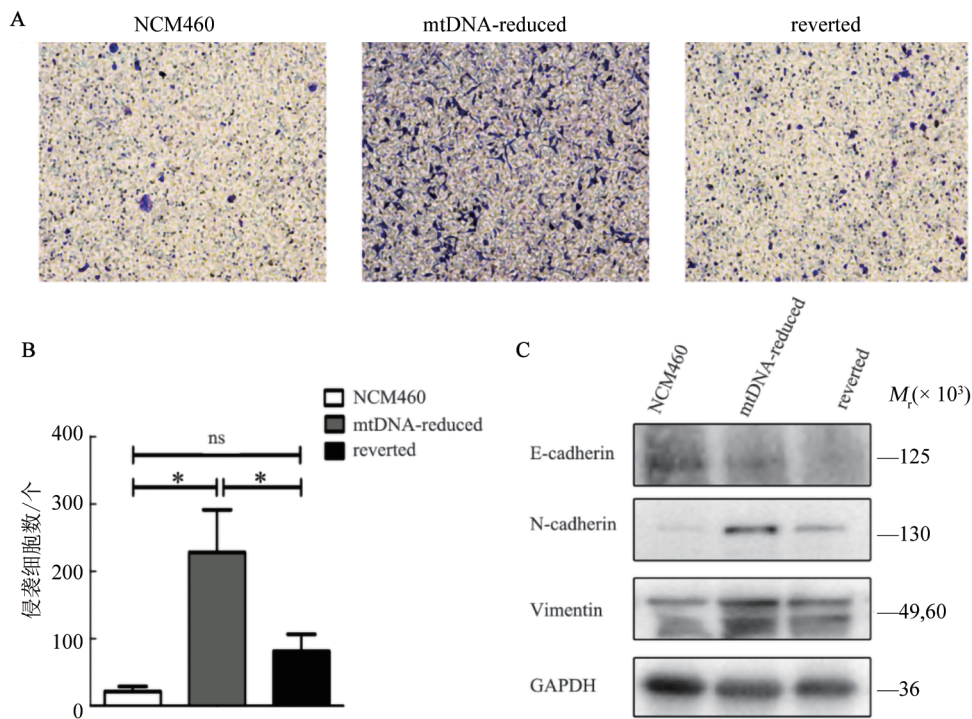 A
NCM460
mtDNA-reduced
reverted
B
NCM460
mtDNA-reduced
reverted
400
300
200
100
0
侵袭细胞数/个
ns
*
*
C
NCM460
mtDNA-reduced
reverted
Mr(× 10³)
E-cadherin
—125
N-cadherin
—130
Vimentin
—49,60
GAPDH
—36